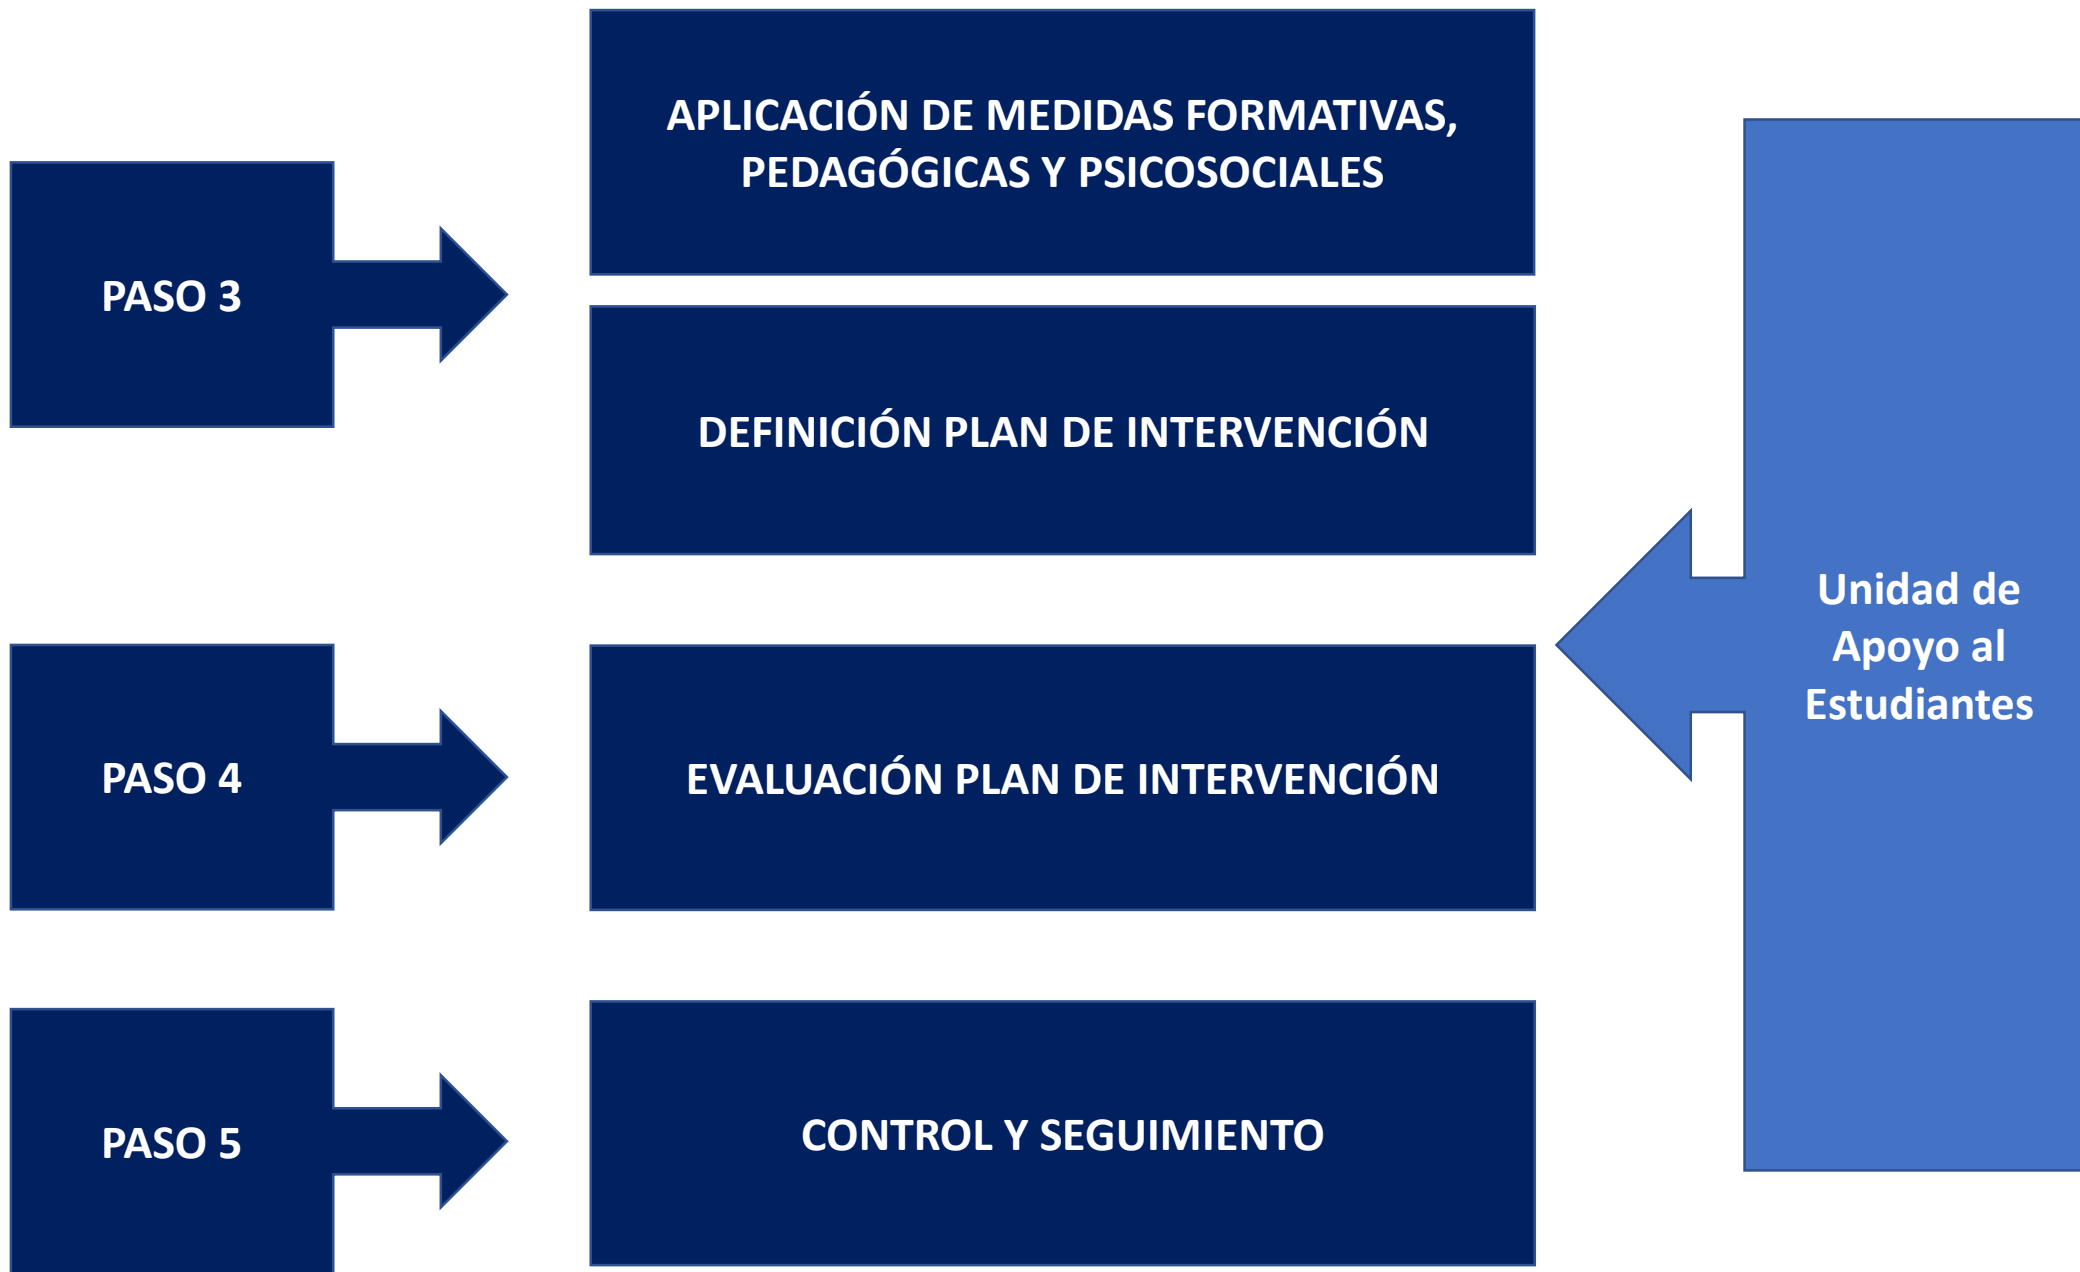 PASO 3
APLICACIÓN DE MEDIDAS FORMATIVAS,
PEDAGÓGICAS Y PSICOSOCIALES
DEFINICIÓN PLAN DE INTERVENCIÓN
PASO 4
EVALUACIÓN PLAN DE INTERVENCIÓN
PASO 5
CONTROL Y SEGUIMIENTO
Unidad de
Apoyo al
Estudiantes